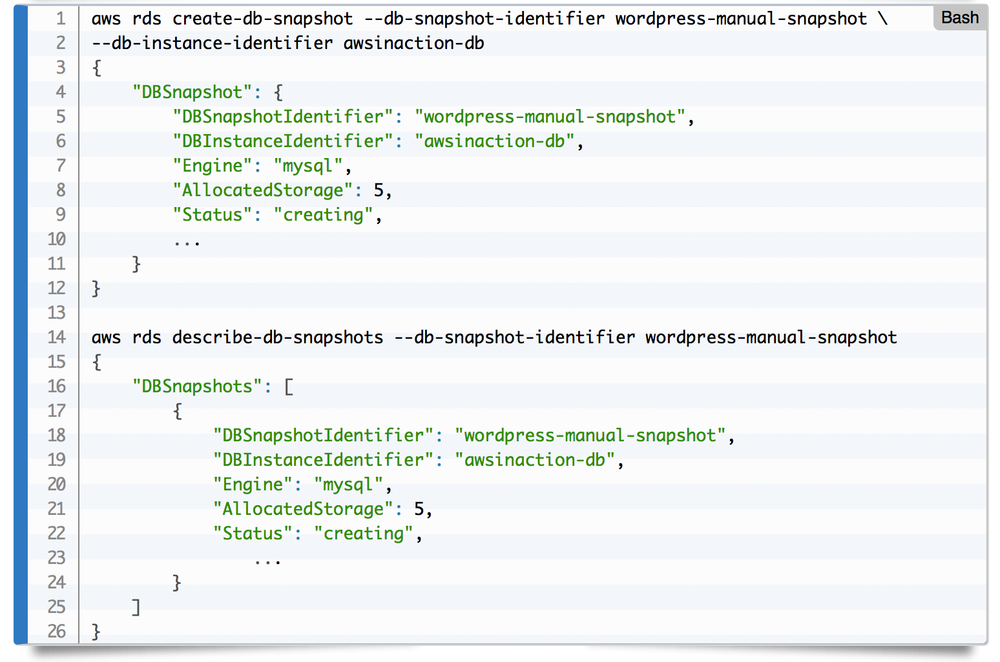 Bash
1 aws rds create-db-snapshot --db-snapshot-identifier wordpress-manual-snapshot \
2 --db-instance-identifier awsinaction-db
3 {
4     "DBSnapshot": {
5         "DBSnapshotIdentifier": "wordpress-manual-snapshot",
6         "DBInstanceIdentifier": "awsinaction-db",
7         "Engine": "mysql",
8         "AllocatedStorage": 5,
9         "Status": "creating",
10         ...
11     }
12 }
13
14 aws rds describe-db-snapshots --db-snapshot-identifier wordpress-manual-snapshot
15 {
16     "DBSnapshots": [
17         {
18             "DBSnapshotIdentifier": "wordpress-manual-snapshot",
19             "DBInstanceIdentifier": "awsinaction-db",
20             "Engine": "mysql",
21             "AllocatedStorage": 5,
22             "Status": "creating",
23                 ...
24         }
25     ]
26 }